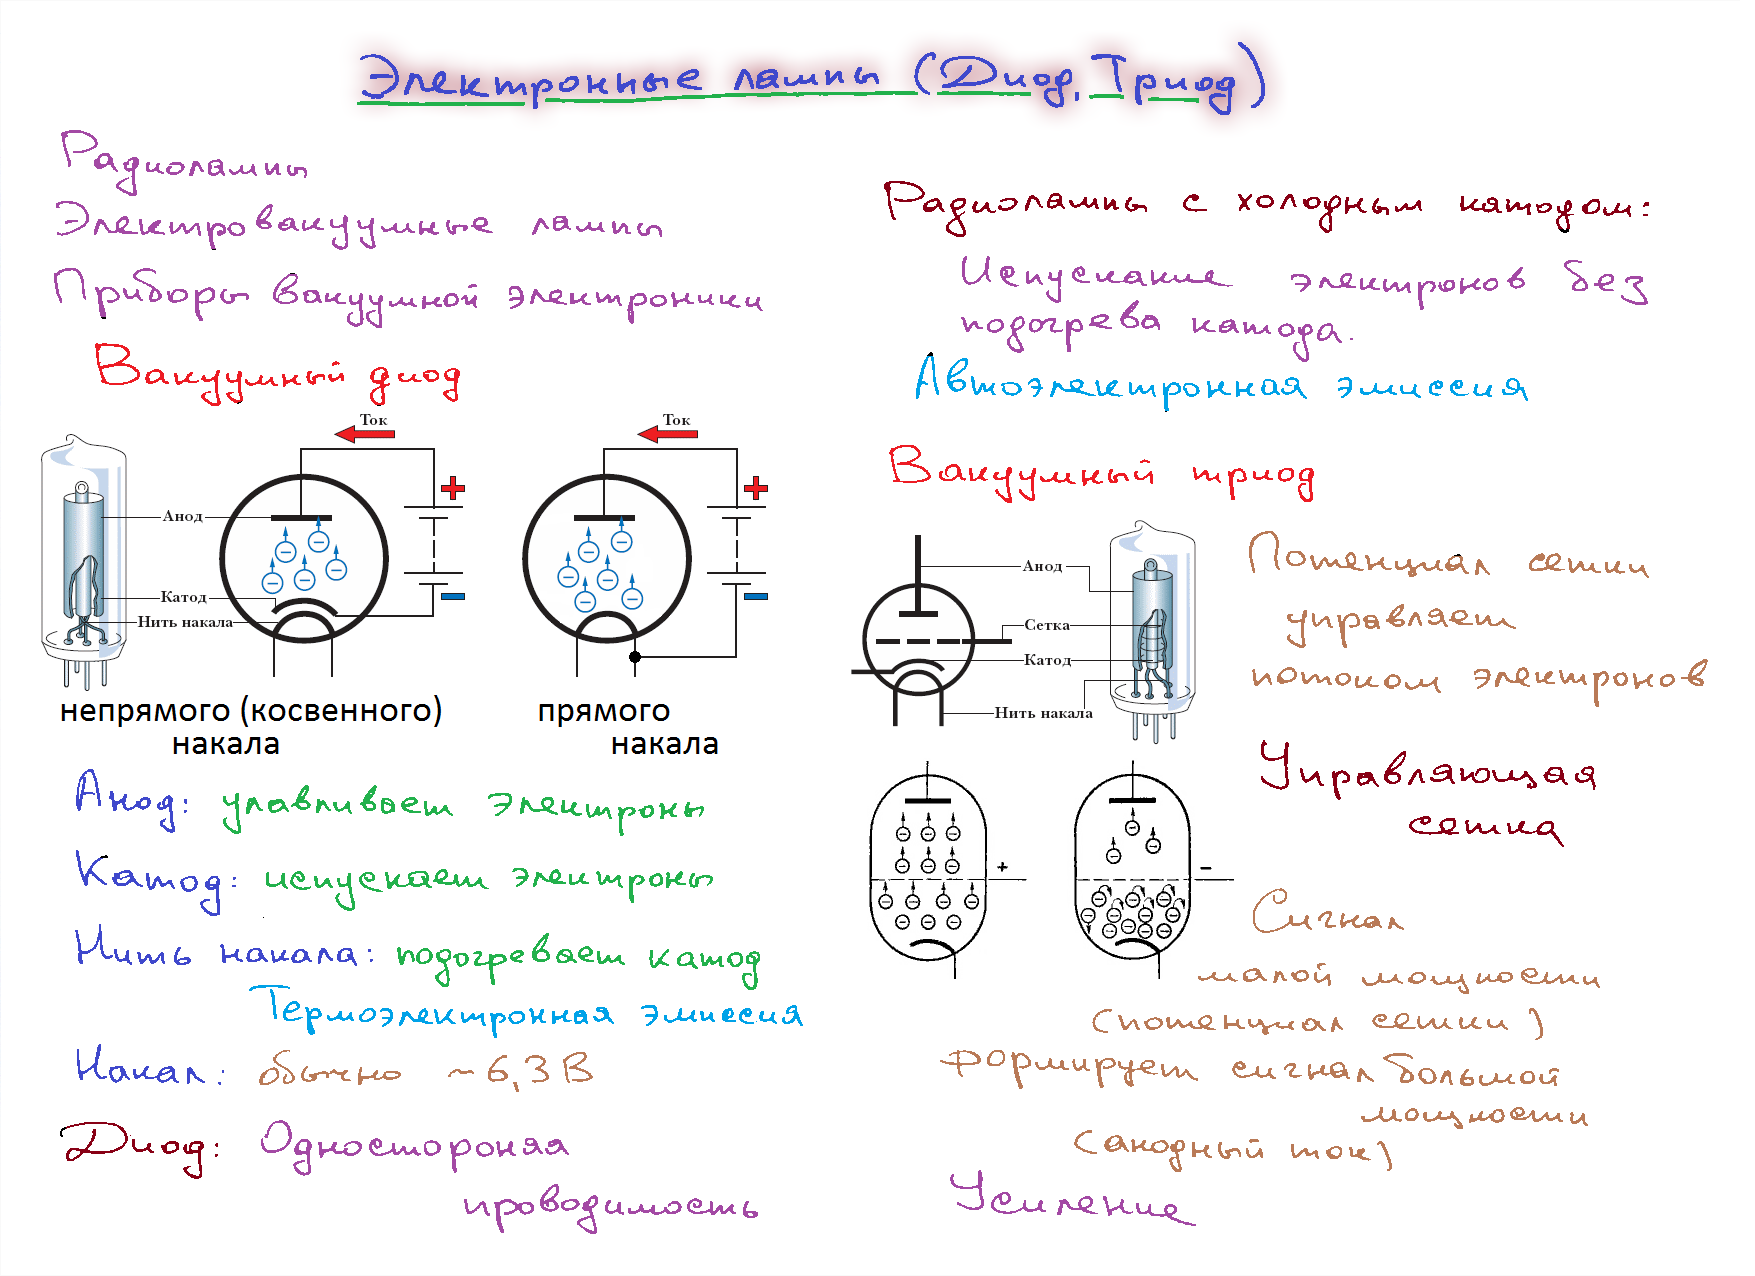 Электронные лампы (Диод, Триод)
Радиолампы
Электровакуумные лампы
Приборы вакуумной электроники
Вакуумный диод
Ток
Ток
+
+
Анод
Катод
Нить накала
непрямого (косвенного)
накала
прямого
накала
Анод: улавливает электроны
Катод: испускает электроны
Нить накала: подогревает катод
Термоэлектронная эмиссия
Накал: обычно ~6,3 В
Диод: Одностороняя
проводимость
Радиолампы с холодным катодом:
Испускание электронов без
подогрева катода.
Автоэлектронная эмиссия
Вакуумный триод
Анод
Сетка
Катод
Нить накала
Потенциал сетки
управляет
потоком электронов
Управляющая
сетка
+
−
Сигнал
малой мощности
(потенциал сетки)
формирует сигнал большой
мощности
(анодный ток)
Усиление